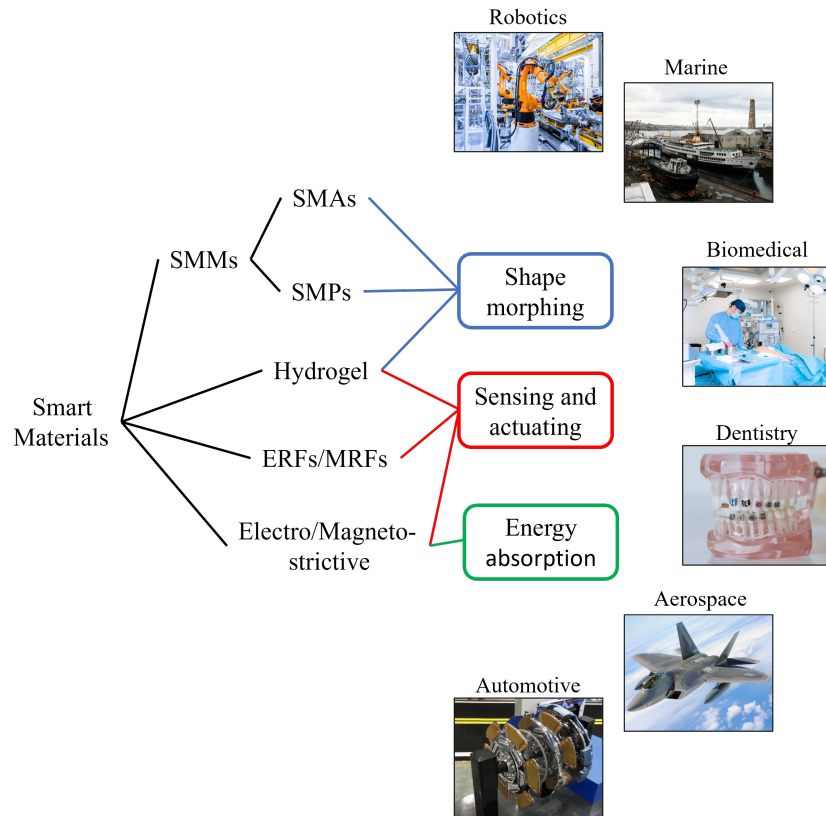 Robotics
Marine
SMAs
SMMs
Biomedical
SMPs
Shape
morphing
Hydrogel
Smart
Materials
Sensing and
actuating
Dentistry
ERFs/MRFs
Electro/Magneto-
strictive
Energy
absorption
Aerospace
Automotive